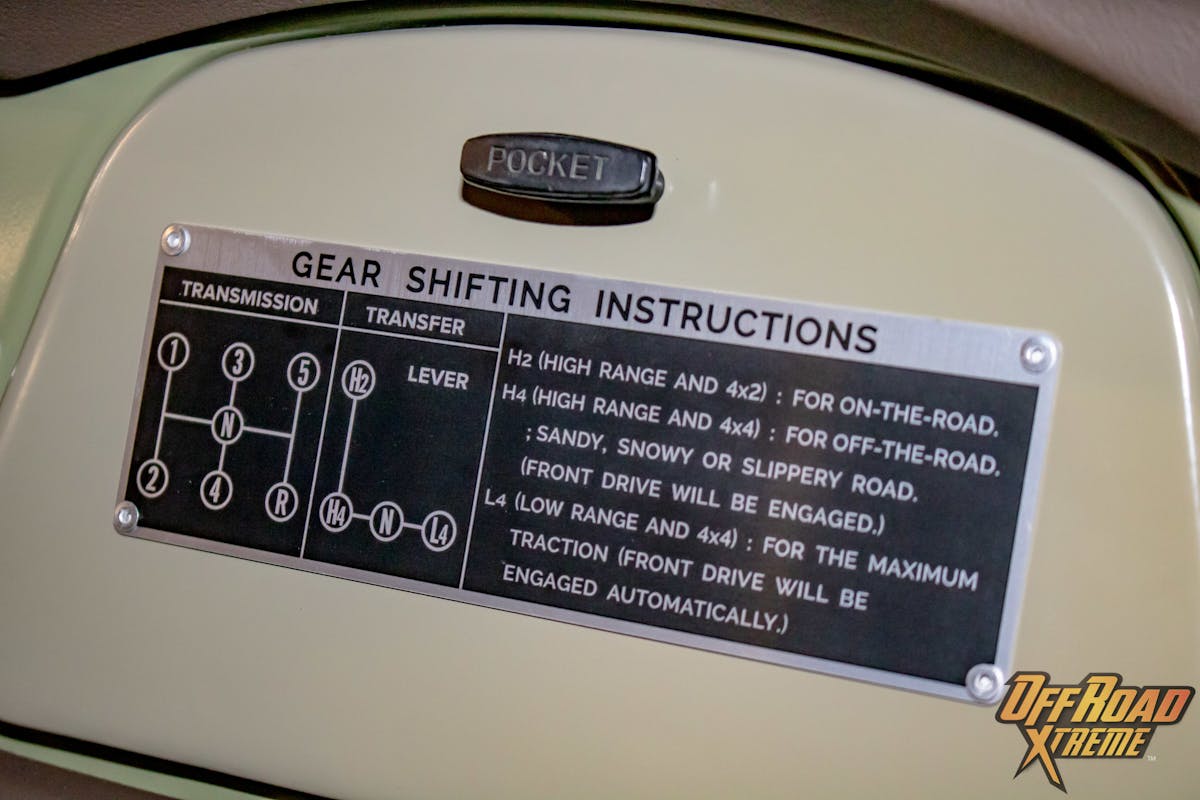 POCKET
GEAR SHIFTING INSTRUCTIONS
TRANSMISSION
1 3 5
N
2 4 R
TRANSFER
H2 LEVER
H4 N L4
H2 (HIGH RANGE AND 4x2) : FOR ON-THE-ROAD.
H4 (HIGH RANGE AND 4x4) : FOR OFF-THE-ROAD.
; SANDY, SNOWY OR SLIPPERY ROAD.
(FRONT DRIVE WILL BE ENGAGED.)
L4 (LOW RANGE AND 4x4) : FOR THE MAXIMUM
TRACTION (FRONT DRIVE WILL BE
ENGAGED AUTOMATICALLY.)
OFFROAD
XTREME™